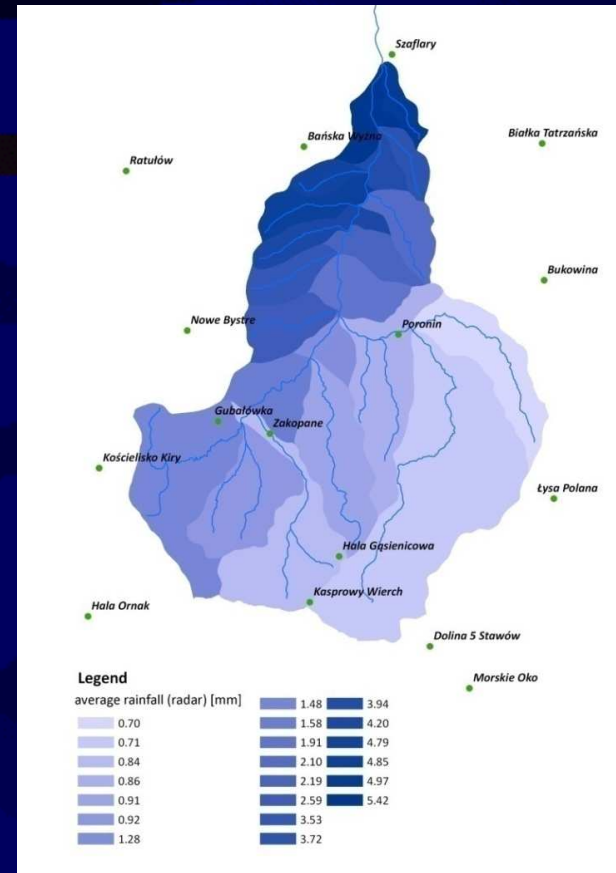 Szaflary
Białka Tatrzańska
Bańska Wyżna
Ratułów
Bukowina
Nowe Bystre
Poronin
Gubałówka
Zakopane
Kościelisko Kiry
Łysa Polana
Hala Gąsienicowa
Kasprowy Wierch
Hala Ornak
Dolina 5 Stawów
Morskie Oko
Legend
average rainfall (radar) [mm]
0.70
0.71
0.84
0.86
0.91
0.92
1.28
1.48
1.58
1.91
2.10
2.19
2.59
3.53
3.72
3.94
4.20
4.79
4.85
4.97
5.42